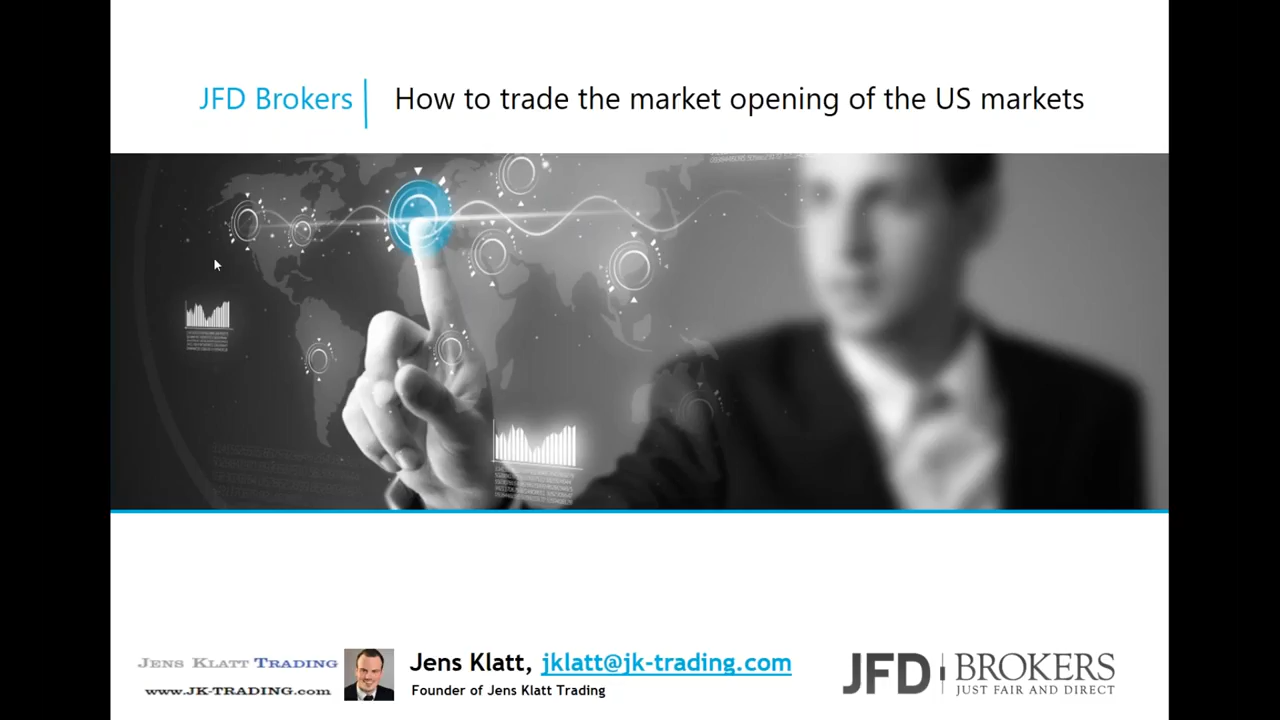 JFD Brokers | How to trade the market opening of the US markets
JENS KLATT TRADING
www.JK-TRADING.com
Jens Klatt, jklatt@jk-trading.com
Founder of Jens Klatt Trading
JFD BROKERS
JUST FAIR AND DIRECT